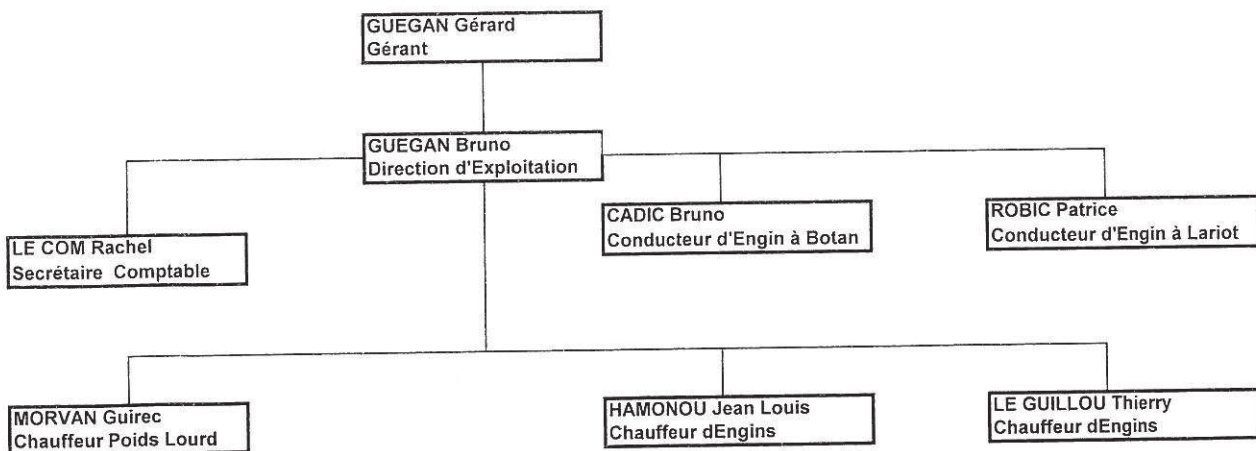 GUEGAN Gérard
Gérant
GUEGAN Bruno
Direction d'Exploitation
CADIC Bruno
Conducteur d'Engin à Botan
ROBIC Patrice
Conducteur d'Engin à Lariot
LE COM Rachel
Secrétaire Comptable
MORVAN Guirec
Chauffeur Poids Lourd
HAMONOU Jean Louis
Chauffeur dEngins
LE GUILLOU Thierry
Chauffeur dEngins